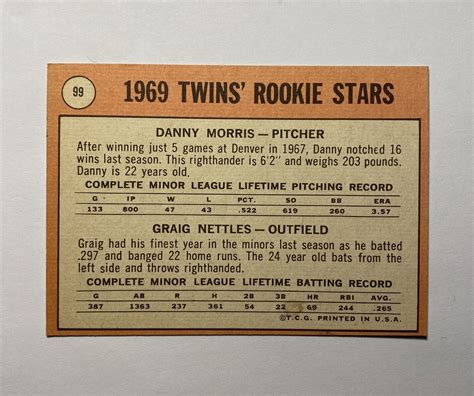 99
1969 TWINS' ROOKIE STARS
DANNY MORRIS — PITCHER
After winning just 5 games at Denver in 1967, Danny notched 16
wins last season. This righthander is 6'2" and weighs 203 pounds.
Danny is 22 years old.
COMPLETE MINOR LEAGUE LIFETIME PITCHING RECORD
G IP W L PCT. SO BB ERA
133 800 47 43 .522 619 260 3.57
GRAIG NETTLES — OUTFIELD
Graig had his finest year in the minors last season as he batted
.297 and banged 22 home runs. The 24 year old bats from the
left side and throws righthanded.
COMPLETE MINOR LEAGUE LIFETIME BATTING RECORD
G AB R H 2B 3B HR RBI AVG.
387 1363 237 361 54 22 69 244 .265
©T.C.G. PRINTED IN U.S.A.